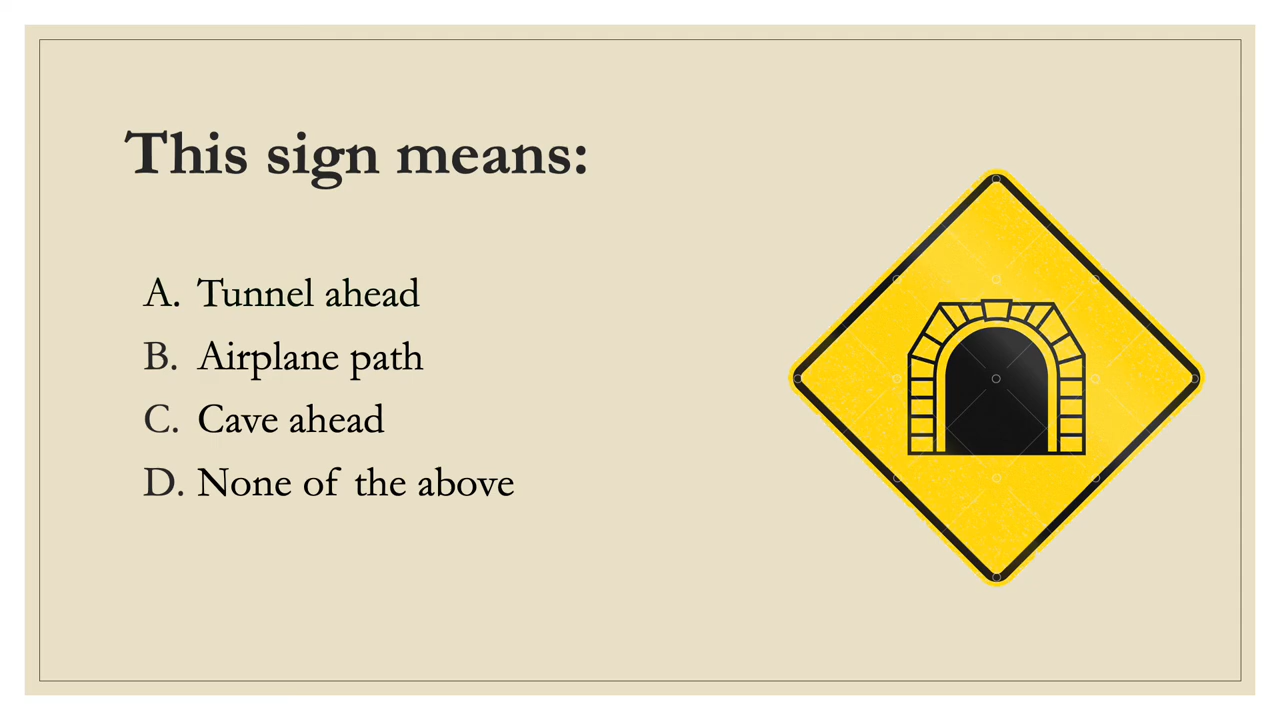 This sign means:
A. Tunnel ahead
B. Airplane path
C. Cave ahead
D. None of the above